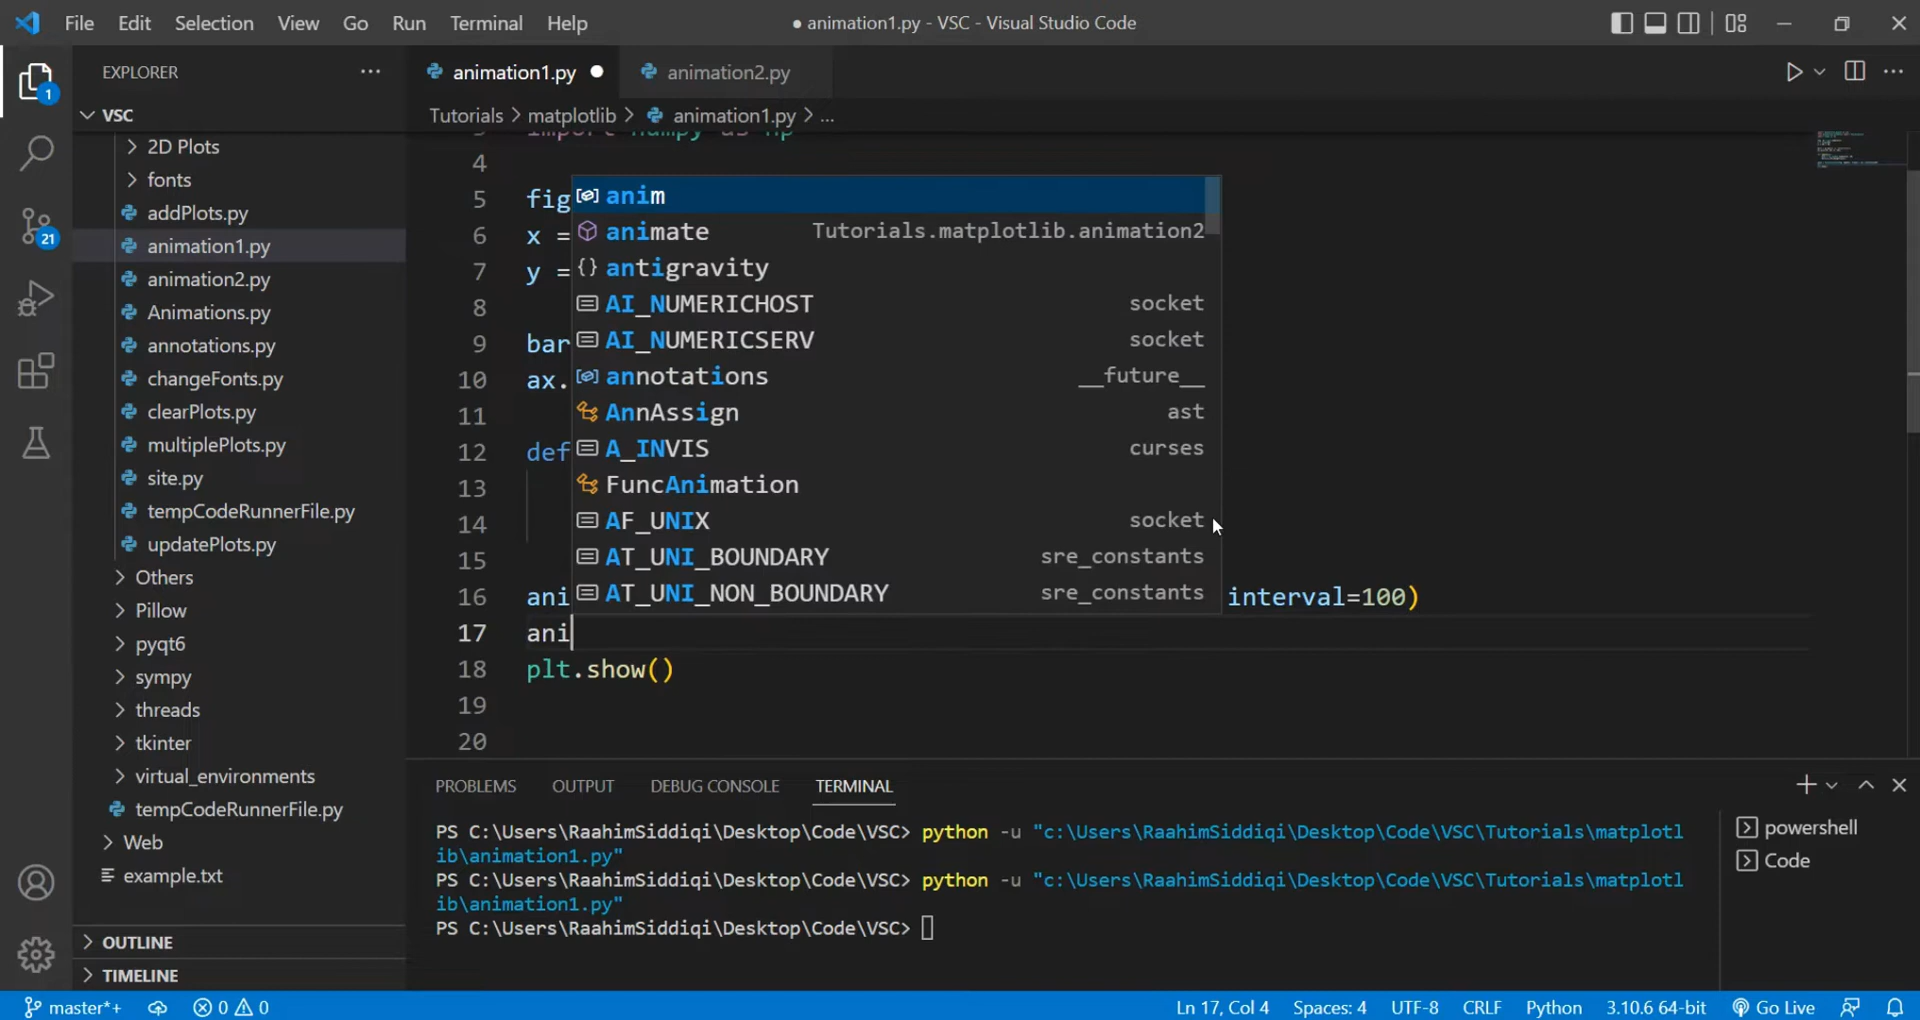 File Edit Selection View Go Run Terminal Help
● animation1.py - VSC - Visual Studio Code
EXPLORER
1
21
VSC
2D Plots
fonts
addPlots.py
animation1.py
animation2.py
Animations.py
annotations.py
changeFonts.py
clearPlots.py
multiplePlots.py
site.py
tempCodeRunnerFile.py
updatePlots.py
Others
Pillow
pyqt6
sympy
threads
tkinter
virtual_environments
tempCodeRunnerFile.py
Web
example.txt
OUTLINE
TIMELINE
animation1.py ● animation2.py
Tutorials > matplotlib > animation1.py > ...
3 import numpy as np
4
5 fig
6 x =
7 y =
8
9 bar
10 ax.
11
12 def
13
14
15
16 ani interval=100)
17 ani
18 plt.show()
19
20
anim
animate Tutorials.matplotlib.animation2
antigravity
AI_NUMERICHOST socket
AI_NUMERICSERV socket
annotations __future__
AnnAssign ast
A_INVIS curses
FuncAnimation
AF_UNIX socket
AT_UNI_BOUNDARY sre_constants
AT_UNI_NON_BOUNDARY sre_constants
PROBLEMS OUTPUT DEBUG CONSOLE TERMINAL
PS C:\Users\RaahimSiddiqi\Desktop\Code\VSC> python -u "c:\Users\RaahimSiddiqi\Desktop\Code\VSC\Tutorials\matplotl
ib\animation1.py"
PS C:\Users\RaahimSiddiqi\Desktop\Code\VSC> python -u "c:\Users\RaahimSiddiqi\Desktop\Code\VSC\Tutorials\matplotl
ib\animation1.py"
PS C:\Users\RaahimSiddiqi\Desktop\Code\VSC>
powershell
Code
master*+ 0 0 Ln 17, Col 4 Spaces: 4 UTF-8 CRLF Python 3.10.6 64-bit Go Live